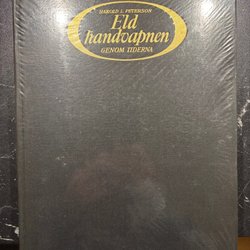 HAROLD L. PETERSON
Eld
handvapnen
GENOM TIDERNA